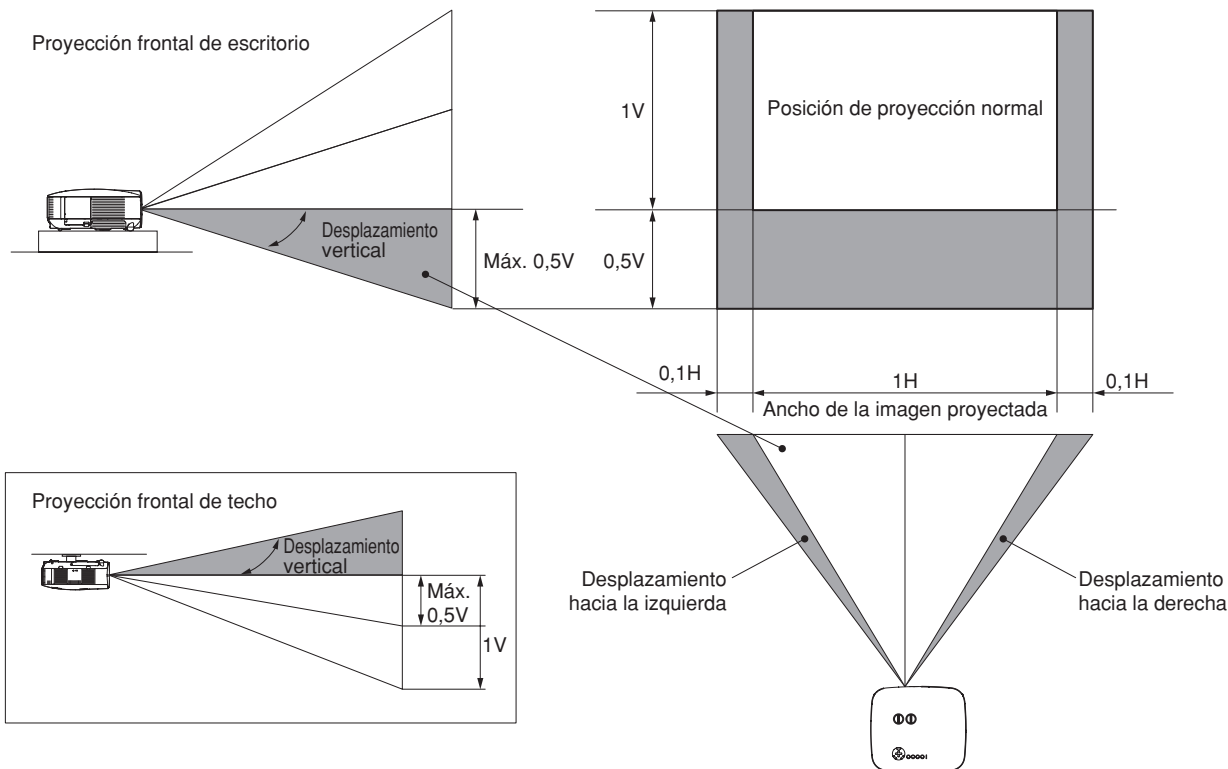 Proyección frontal de escritorio
Desplazamiento
vertical
Máx. 0,5V
1V
0,5V
Posición de proyección normal
0,1H
1H
0,1H
Ancho de la imagen proyectada
Desplazamiento
hacia la izquierda
Desplazamiento
hacia la derecha
Proyección frontal de techo
Desplazamiento
vertical
Máx.
0,5V
1V